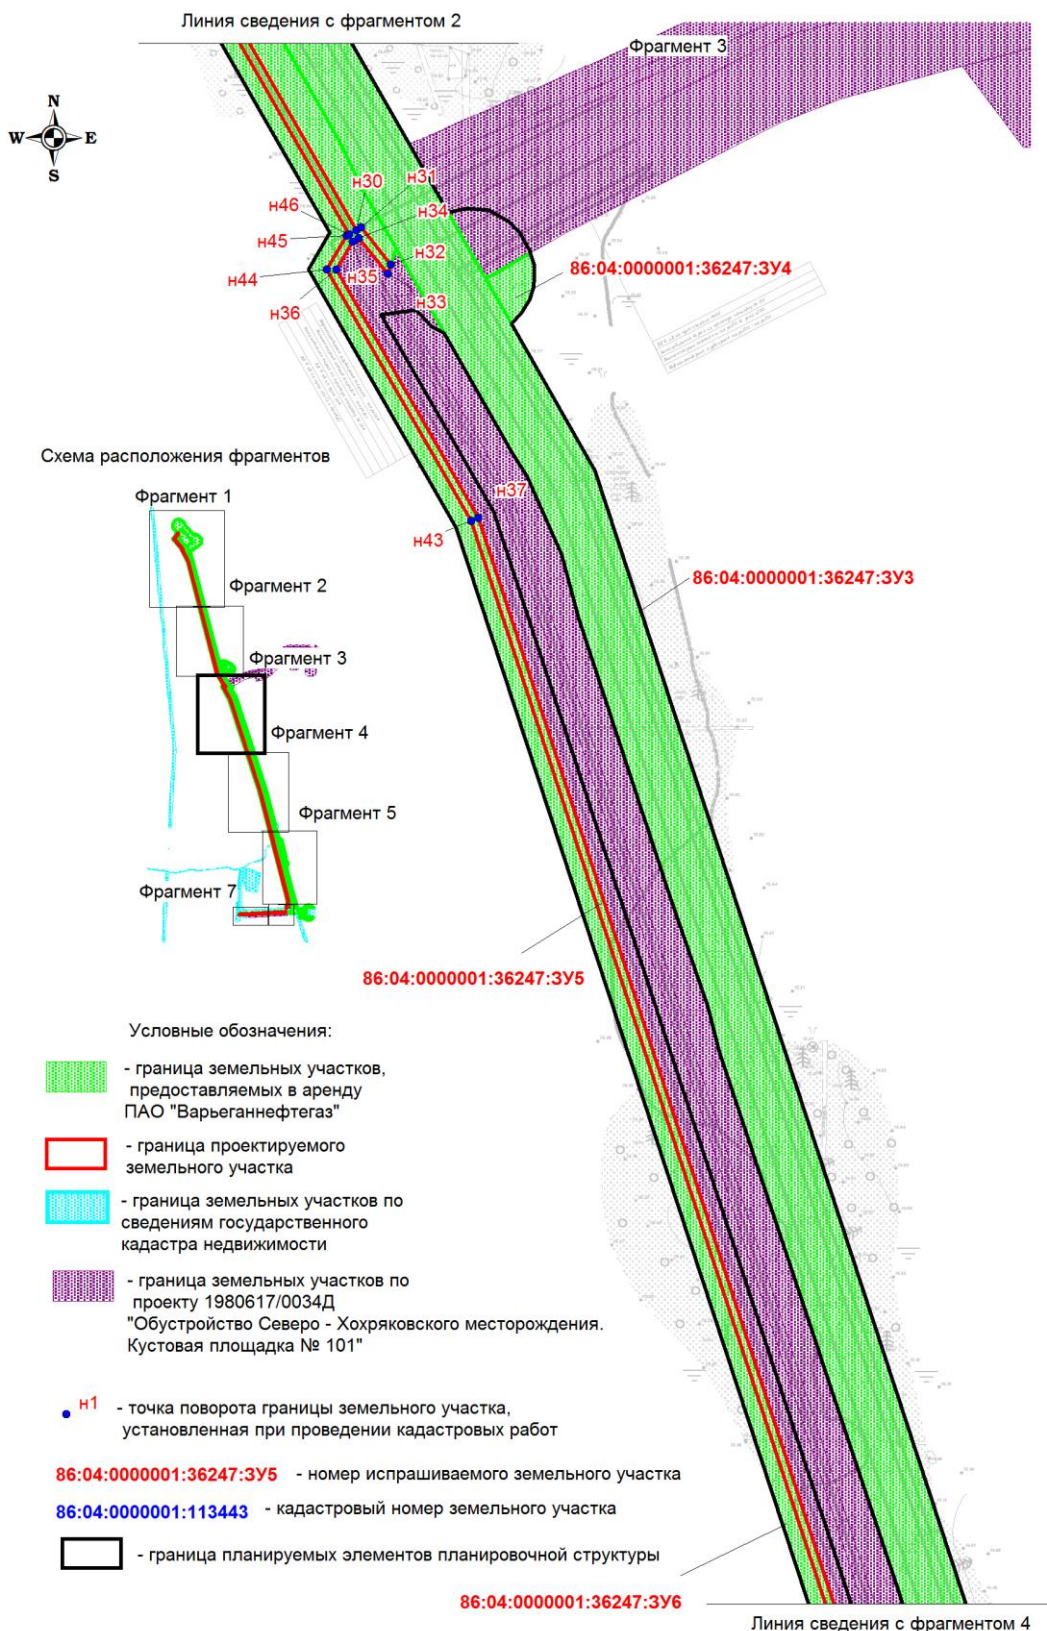 Линия сведения с фрагментом 2
Фрагмент 3
N
W E
S
н30
н31
н46
н34
н45
н32
86:04:0000001:36247:ЗУ4
н44
н35
н33
н36
Схема расположения фрагментов
н37
Фрагмент 1
н43
86:04:0000001:36247:ЗУ3
Фрагмент 2
Фрагмент 3
Фрагмент 4
Фрагмент 5
Фрагмент 7
86:04:0000001:36247:ЗУ5
Условные обозначения:
- граница земельных участков,
предоставляемых в аренду
ПАО "Варьеганнефтегаз"
- граница проектируемого
земельного участка
- граница земельных участков по
сведениям государственного
кадастра недвижимости
- граница земельных участков по
проекту 1980617/0034Д
"Обустройство Северо - Хохряковского месторождения.
Кустовая площадка № 101"
н1 - точка поворота границы земельного участка,
установленная при проведении кадастровых работ
86:04:0000001:36247:ЗУ5 - номер испрашиваемого земельного участка
86:04:0000001:113443 - кадастровый номер земельного участка
- граница планируемых элементов планировочной структуры
86:04:0000001:36247:ЗУ6
Линия сведения с фрагментом 4